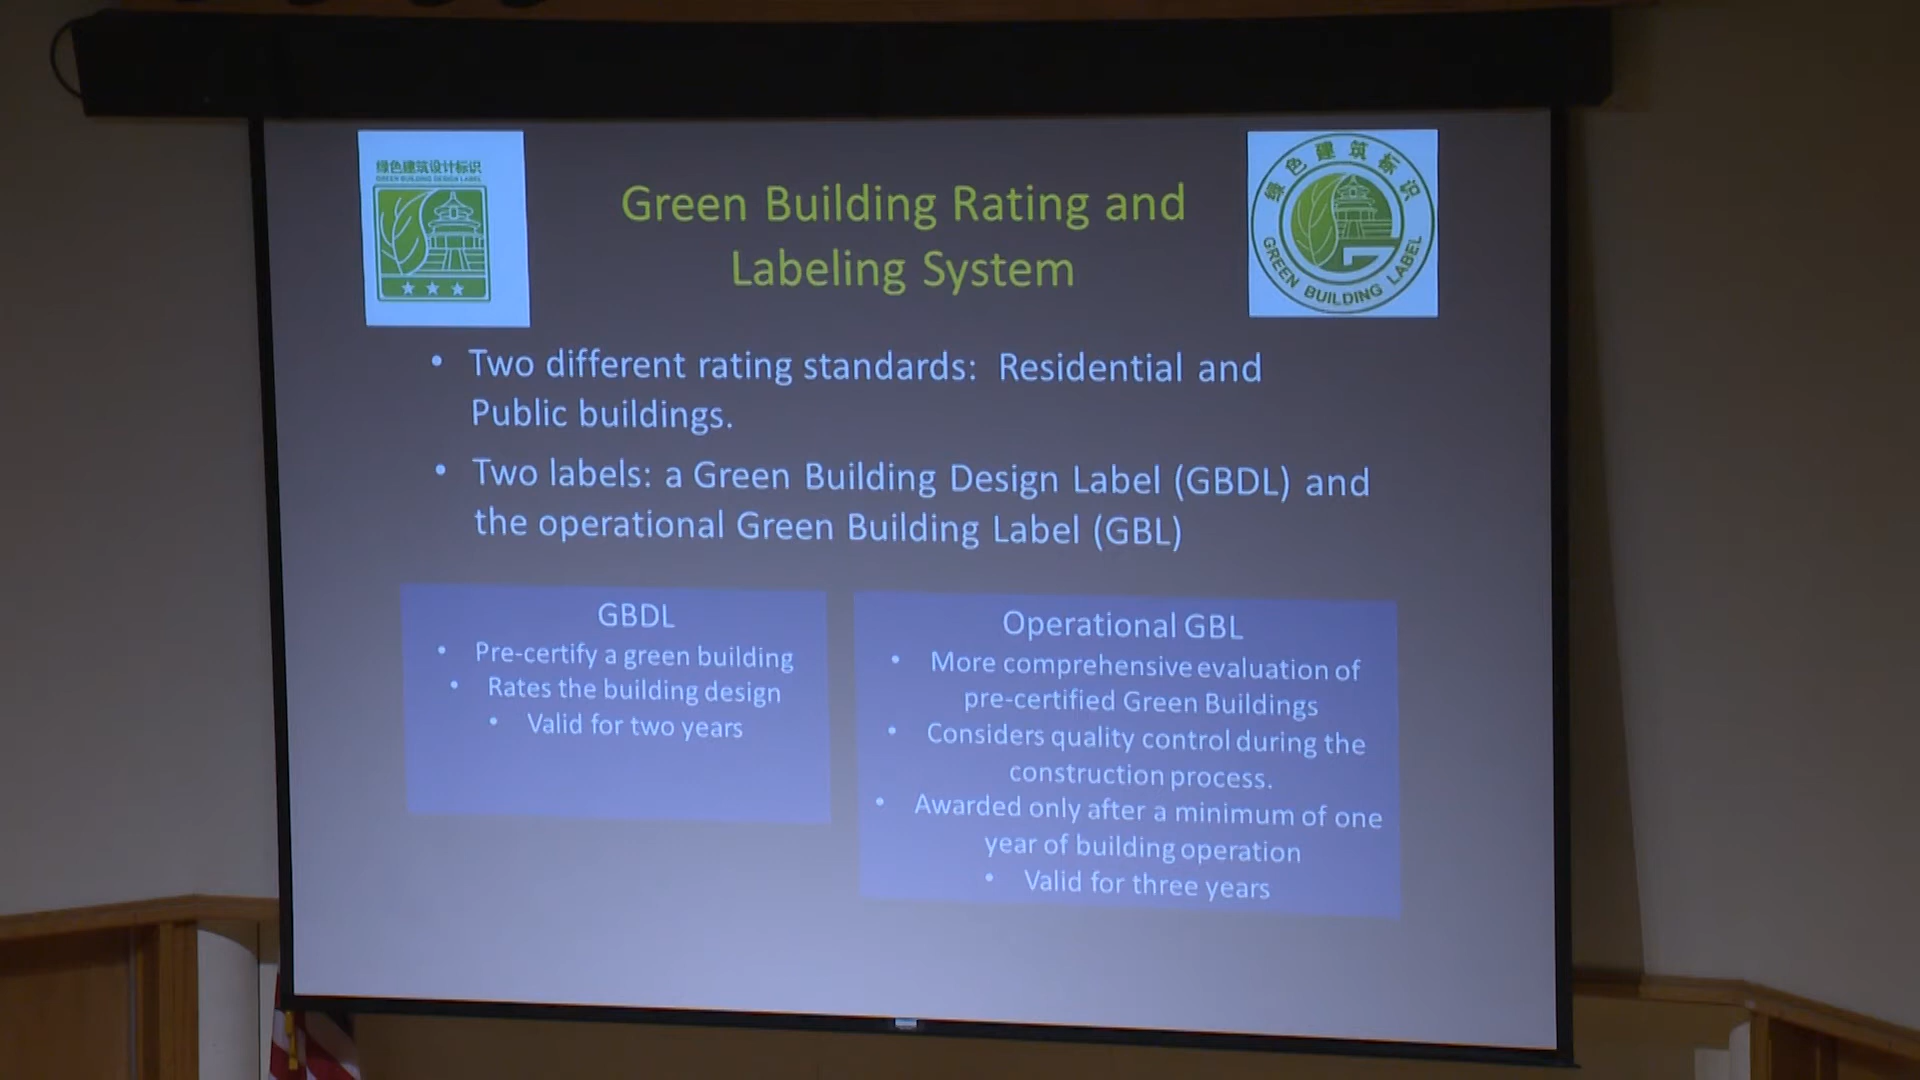 绿色建筑设计标识
GREEN BUILDING DESIGN LABEL
Green Building Rating and
Labeling System
绿色建筑标识
GREEN BUILDING LABEL
• Two different rating standards:  Residential and
Public buildings.
• Two labels: a Green Building Design Label (GBDL) and
the operational Green Building Label (GBL)
GBDL
• Pre-certify a green building
• Rates the building design
• Valid for two years
Operational GBL
• More comprehensive evaluation of
pre-certified Green Buildings
• Considers quality control during the
construction process.
• Awarded only after a minimum of one
year of building operation
• Valid for three years